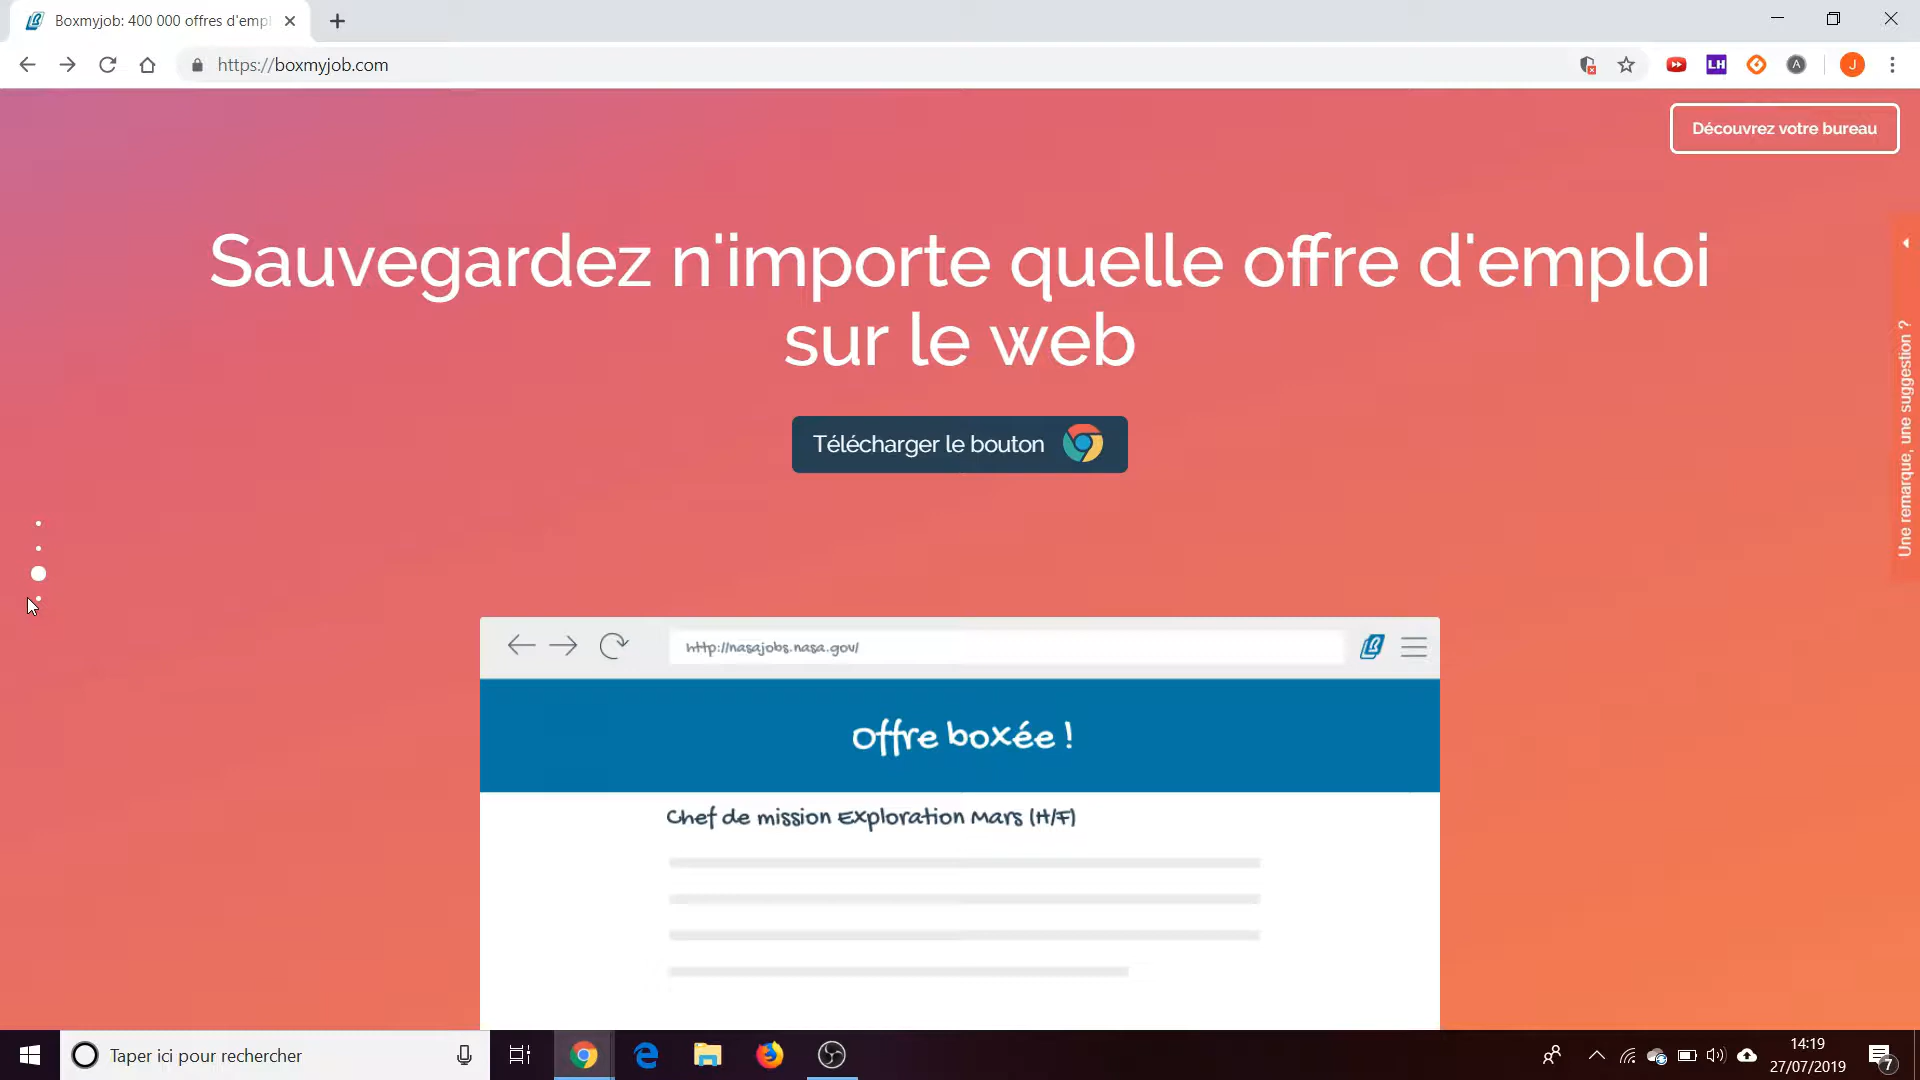 Boxmyjob: 400 000 offres d'empl
https://boxmyjob.com
LH
A
J
Découvrez votre bureau
Sauvegardez n'importe quelle offre d'emploi
sur le web
Télécharger le bouton
Une remarque, une suggestion ?
http://nasajobs.nasa.gov/
Offre boxée !
Chef de mission Exploration Mars (H/F)
Taper ici pour rechercher
14:19
27/07/2019
7